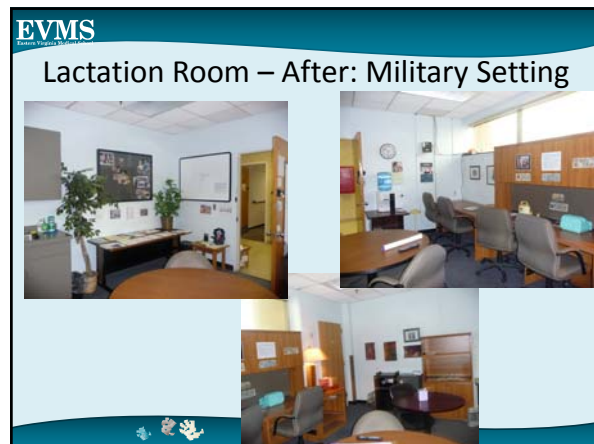 EVMS
Eastern Virginia Medical School
Lactation Room – After: Military Setting